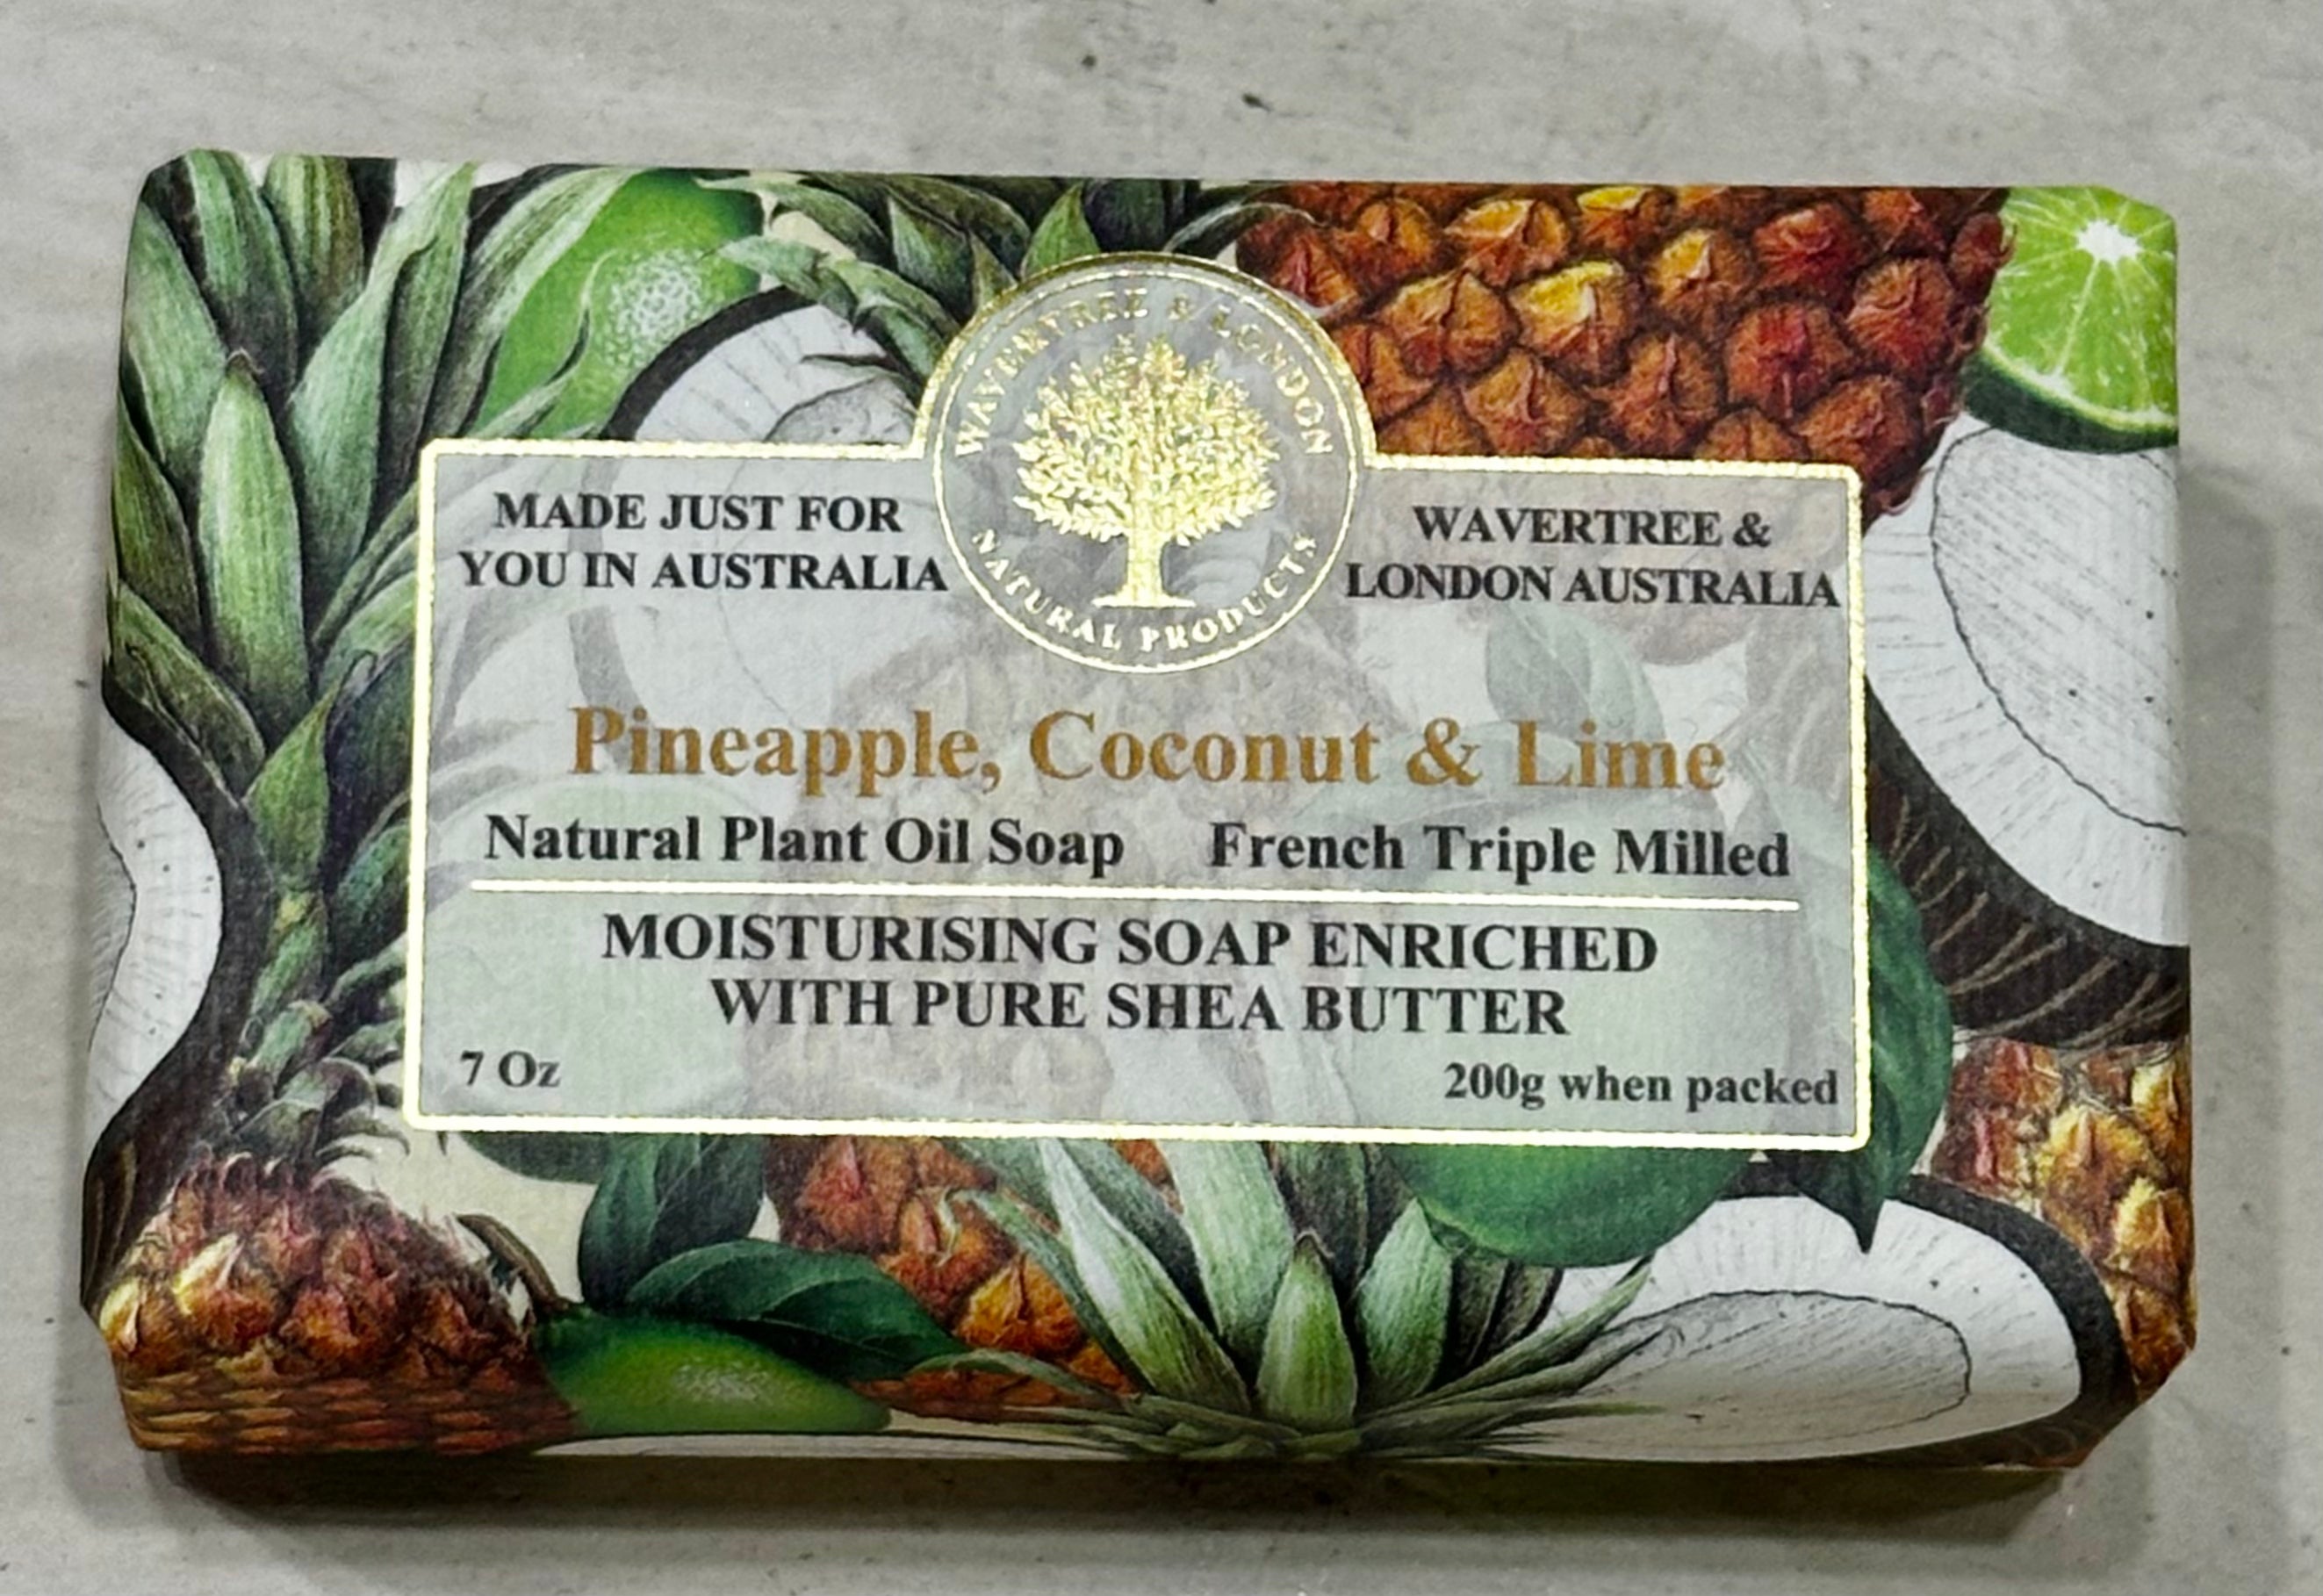 WAVERTREE & LONDON
NATURAL PRODUCTS
MADE JUST FOR
YOU IN AUSTRALIA
WAVERTREE &
LONDON AUSTRALIA
Pineapple, Coconut & Lime
Natural Plant Oil Soap French Triple Milled
MOISTURISING SOAP ENRICHED
WITH PURE SHEA BUTTER
7 Oz 200g when packed